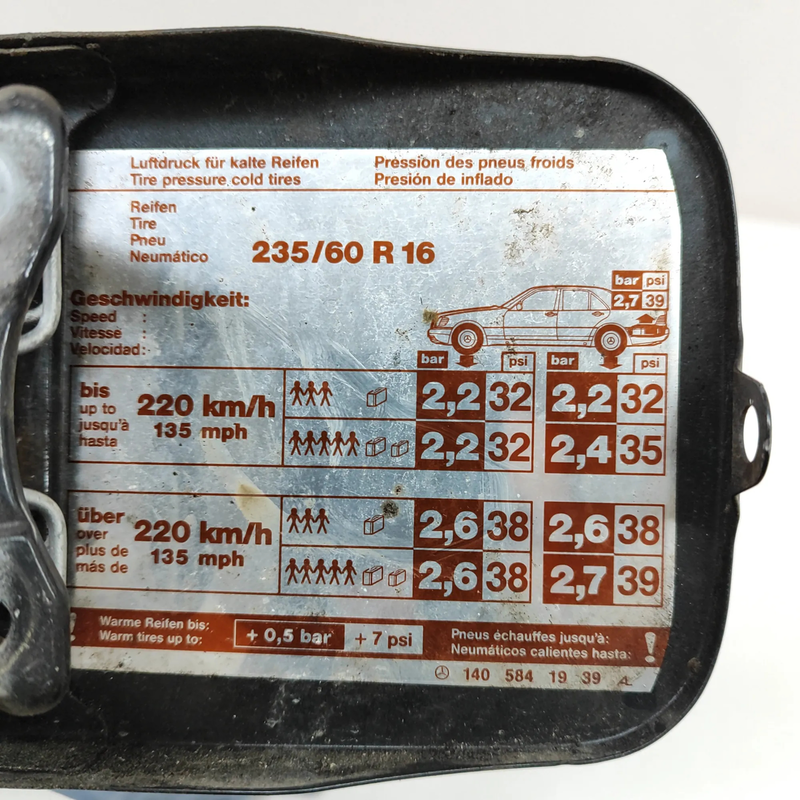 Luftdruck für kalte Reifen Pression des pneus froids
Tire pressure cold tires Presión de inflado
Reifen
Tire
Pneu
Neumático
235/60 R 16
Geschwindigkeit:
Speed :
Vitesse :
Velocidad:
bar psi
2,7 39
bar psi bar psi
bis
up to
jusqu'à
hasta
220 km/h
135 mph
2,2 32 2,2 32
2,2 32 2,4 35
über
over
plus de
más de
220 km/h
135 mph
2,6 38 2,6 38
2,6 38 2,7 39
! Warme Reifen bis:
Warm tires up to:
+ 0,5 bar + 7 psi
Pneus échauffes jusqu'à:
Neumáticos calientes hasta: !
140 584 19 39